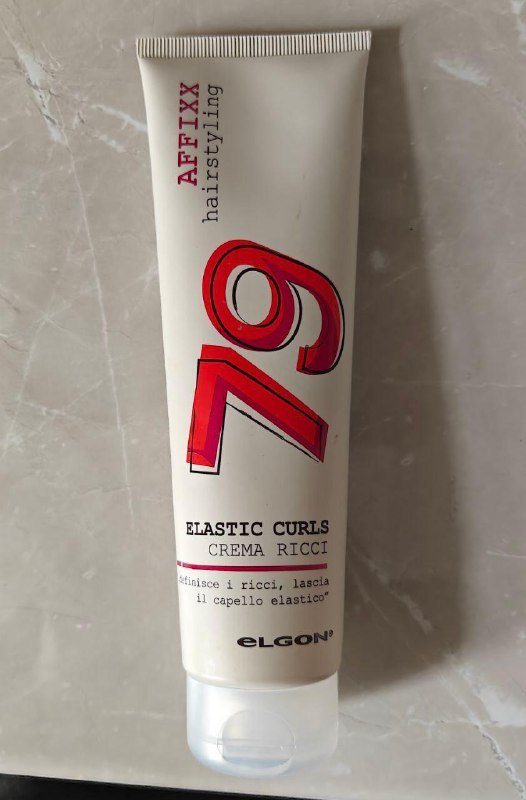 AFFIXX
hairstyling
79
ELASTIC CURLS
CREMA RICCI
definisce i ricci, lascia
il capello elastico”
eLGON®